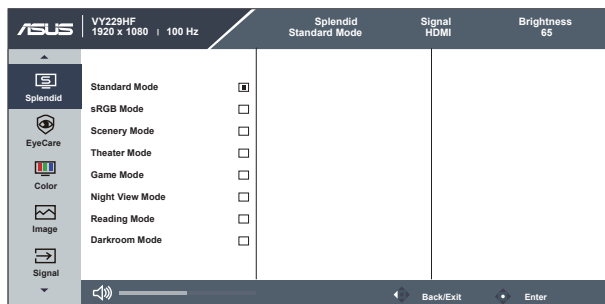 ASUS
VY229HF
1920 x 1080 | 100 Hz
Splendid
Standard Mode
Signal
HDMI
Brightness
65
Splendid
EyeCare
Color
Image
Signal
Standard Mode
sRGB Mode
Scenery Mode
Theater Mode
Game Mode
Night View Mode
Reading Mode
Darkroom Mode
Back/Exit
Enter